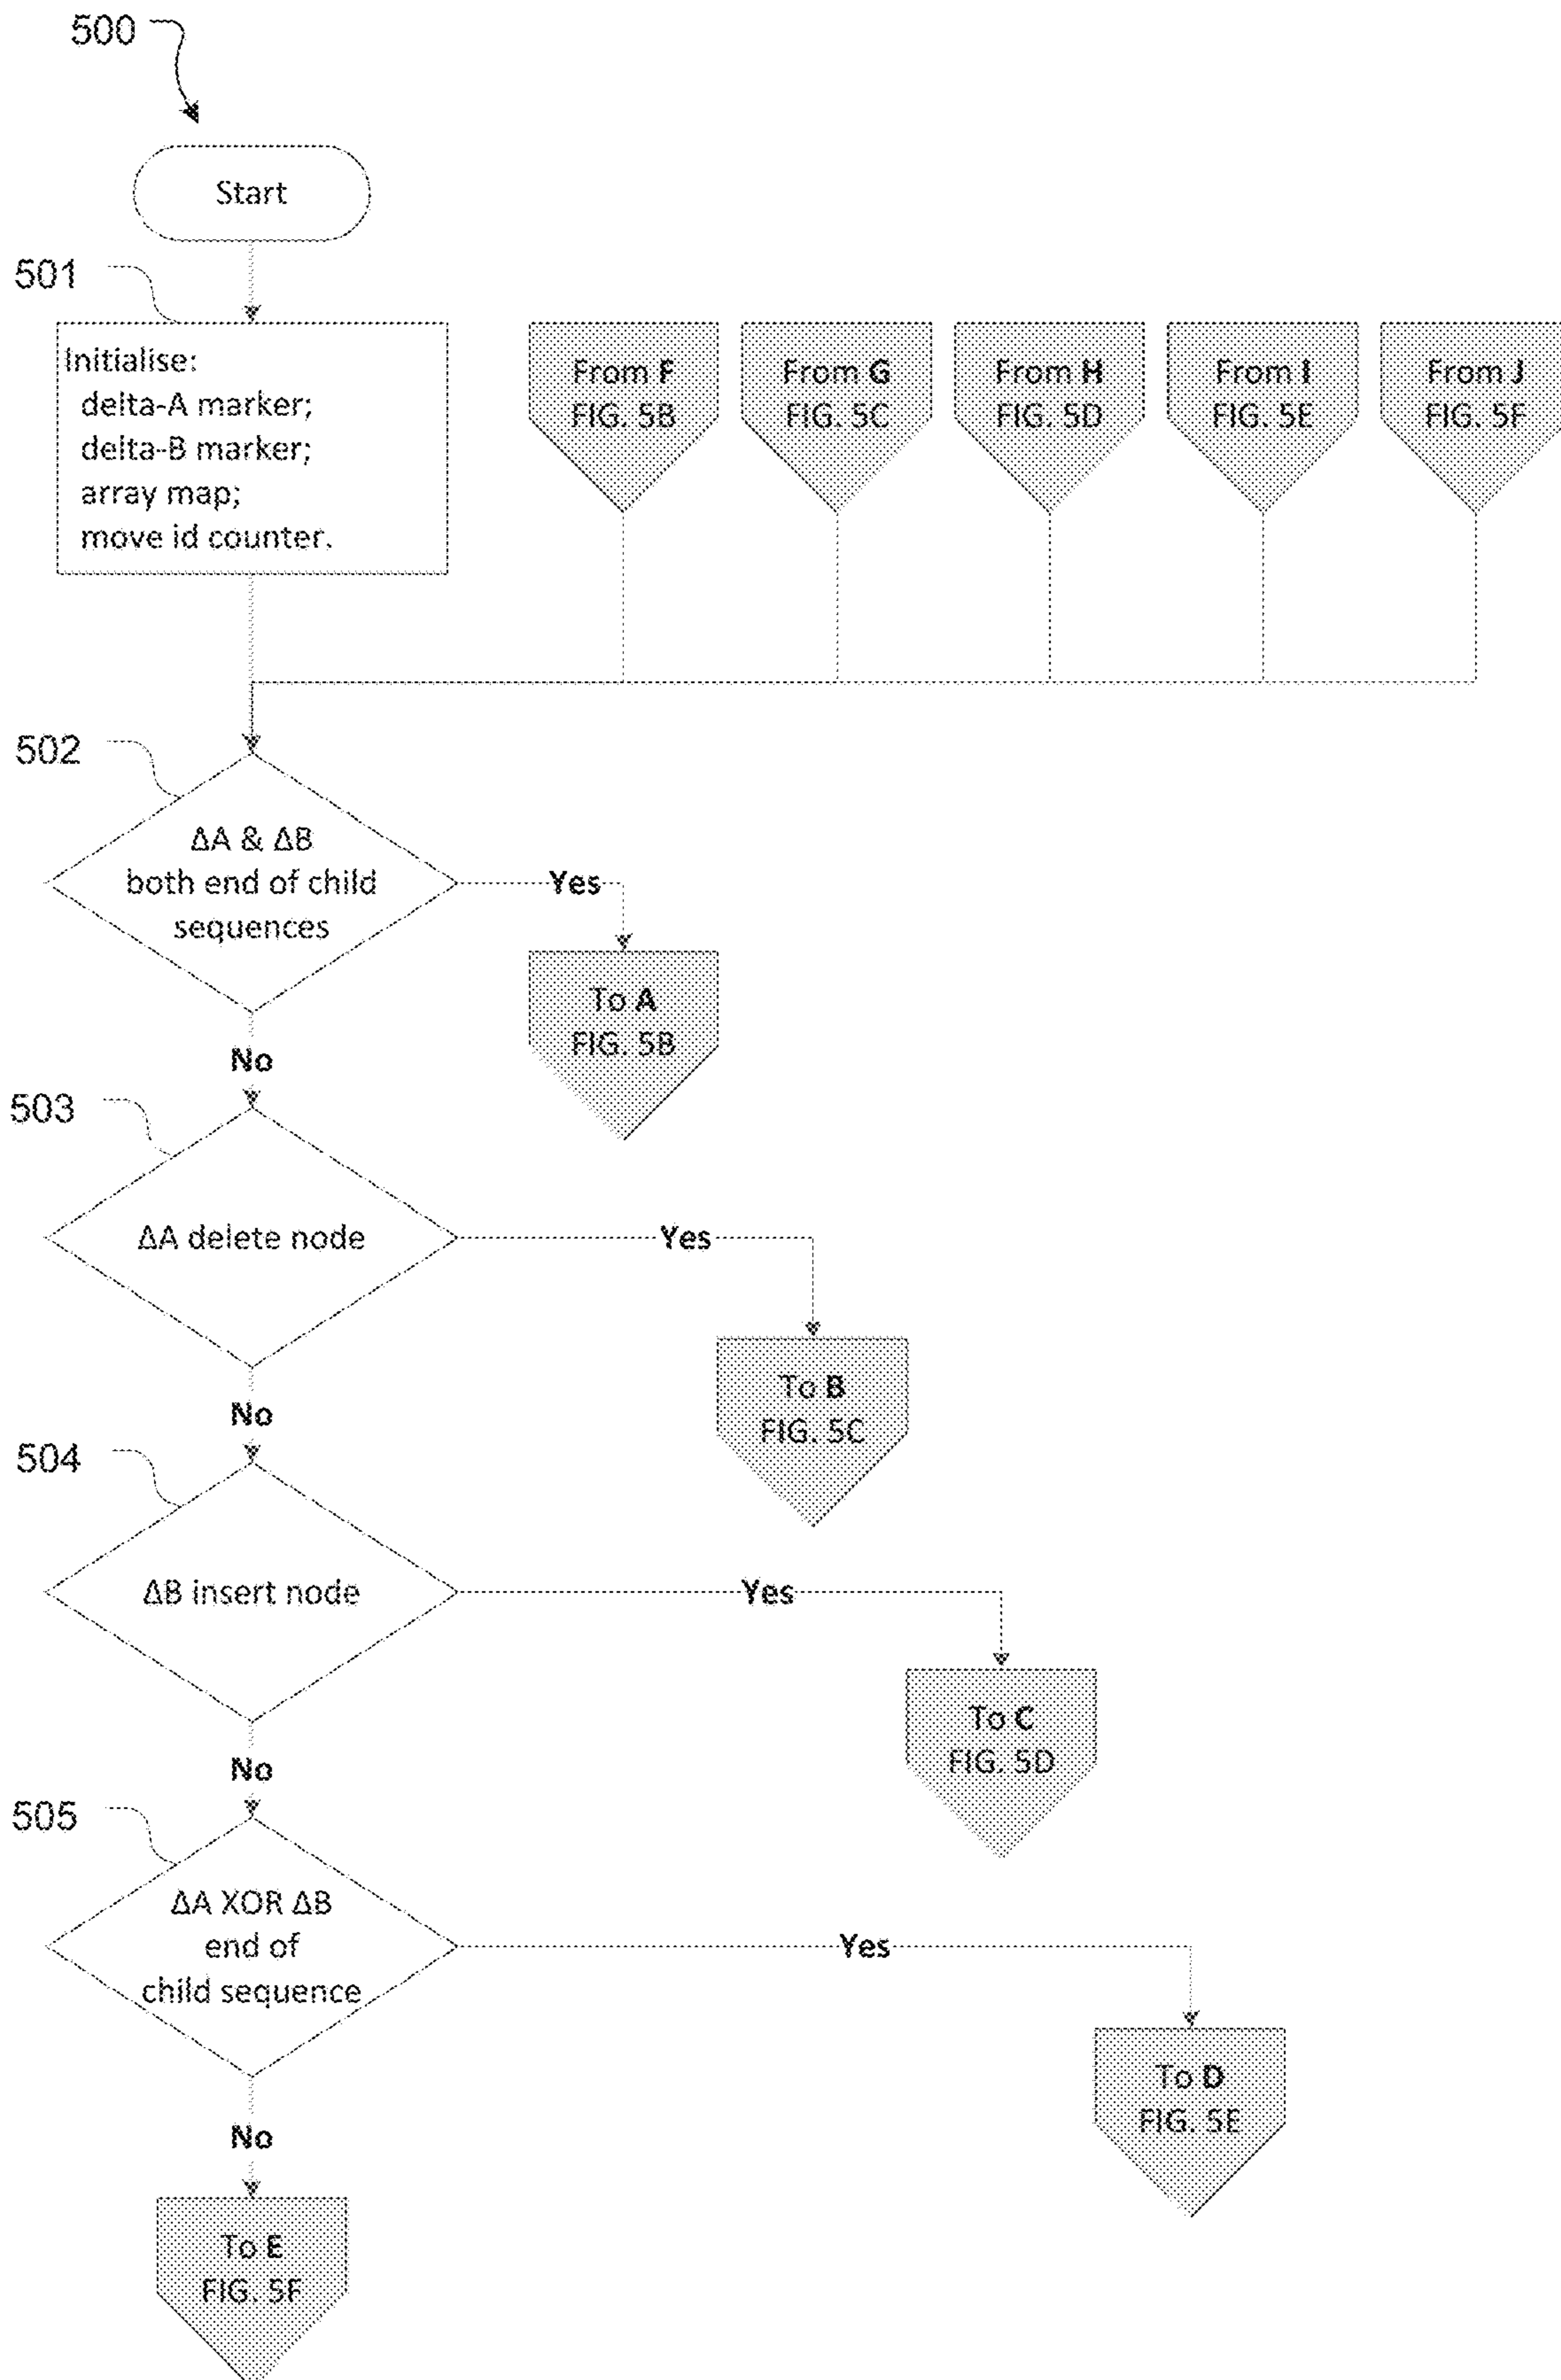 500
Start
501
Initialise:
delta-A marker;
delta-B marker;
array map;
move id counter.
From F
FIG. 5B
From G
FIG. 5C
From H
FIG. 5D
From I
FIG. 5E
From J
FIG. 5F
502
ΔA & ΔB
both end of child
sequences
Yes
To A
FIG. 5B
No
503
ΔA delete node
Yes
To B
FIG. 5C
No
504
ΔB insert node
Yes
To C
FIG. 5D
No
505
ΔA XOR ΔB
end of
child sequence
Yes
To D
FIG. 5E
No
To E
FIG. 5F